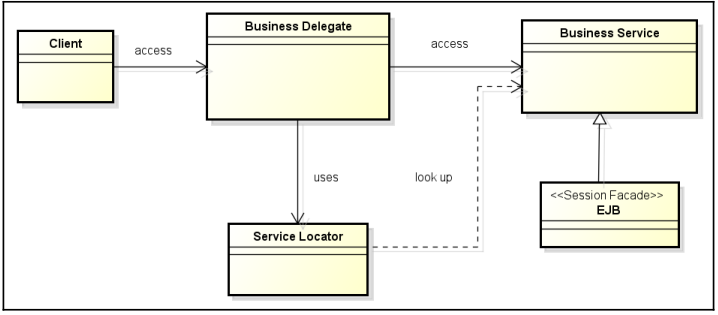 Client
access
Business Delegate
access
Business Service
uses
look up
<<Session Facade>>
EJB
Service Locator